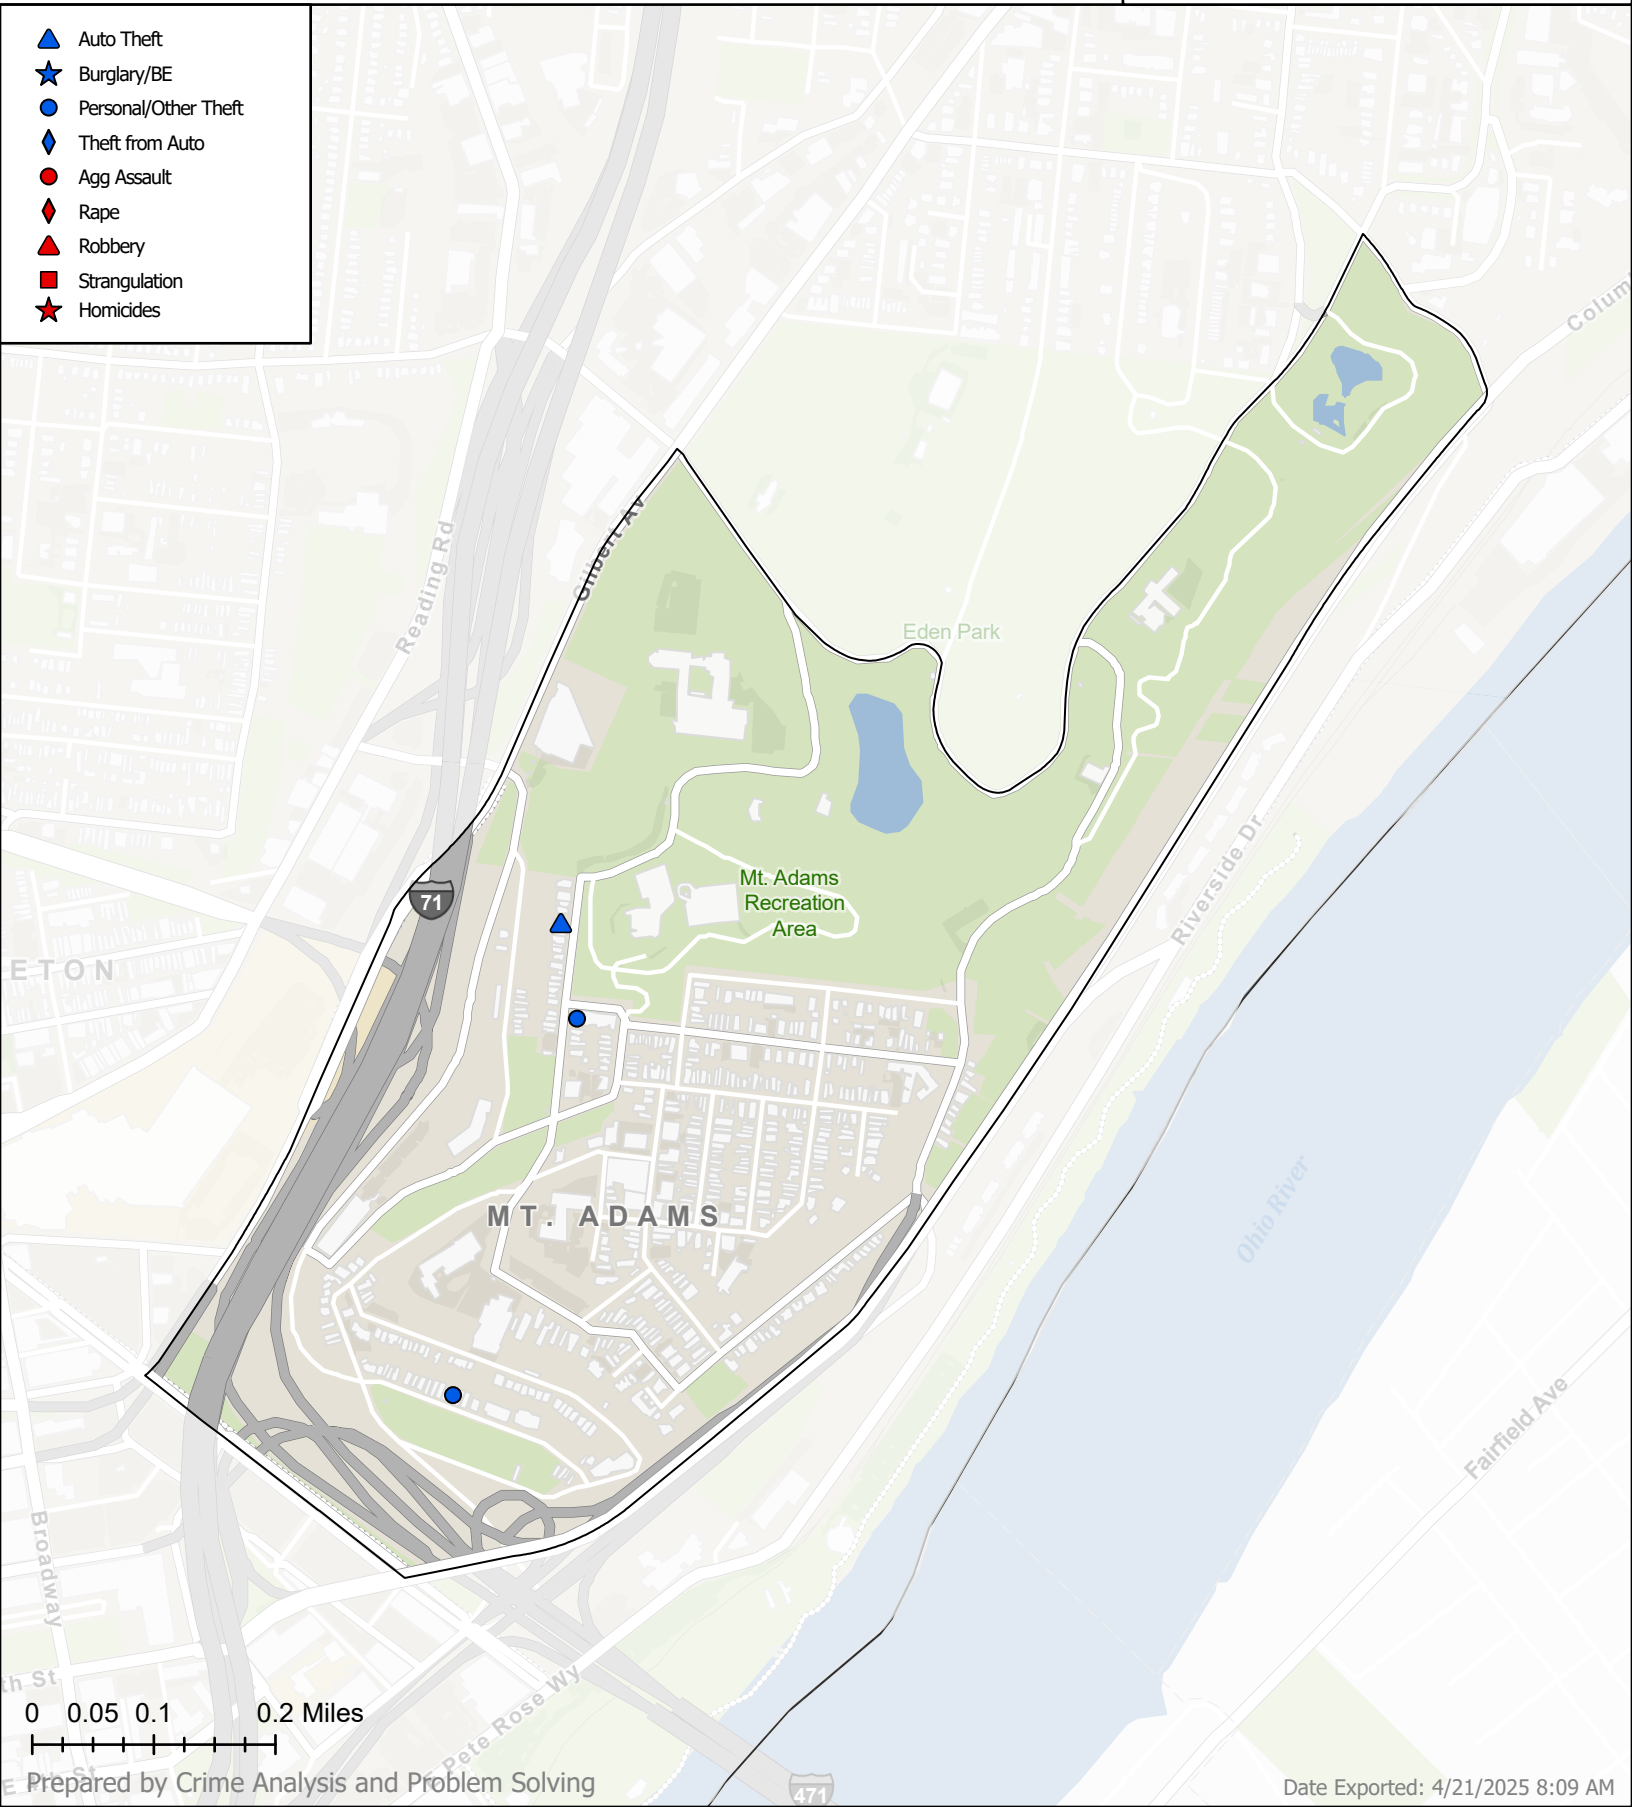 Auto Theft
Burglary/BE
Personal/Other Theft
Theft from Auto
Agg Assault
Rape
Robbery
Strangulation
Homicides
Colum
Gilbert Av
Reading Rd
Eden Park
Mt. Adams
Recreation
Area
71
Riverside Dr
ETON
MT. ADAMS
Ohio River
Fairfield Ave
Broadway
th St
0 0.05 0.1 0.2 Miles
Pete Rose Wy
Prepared by Crime Analysis and Problem Solving
471
Date Exported: 4/21/2025 8:09 AM